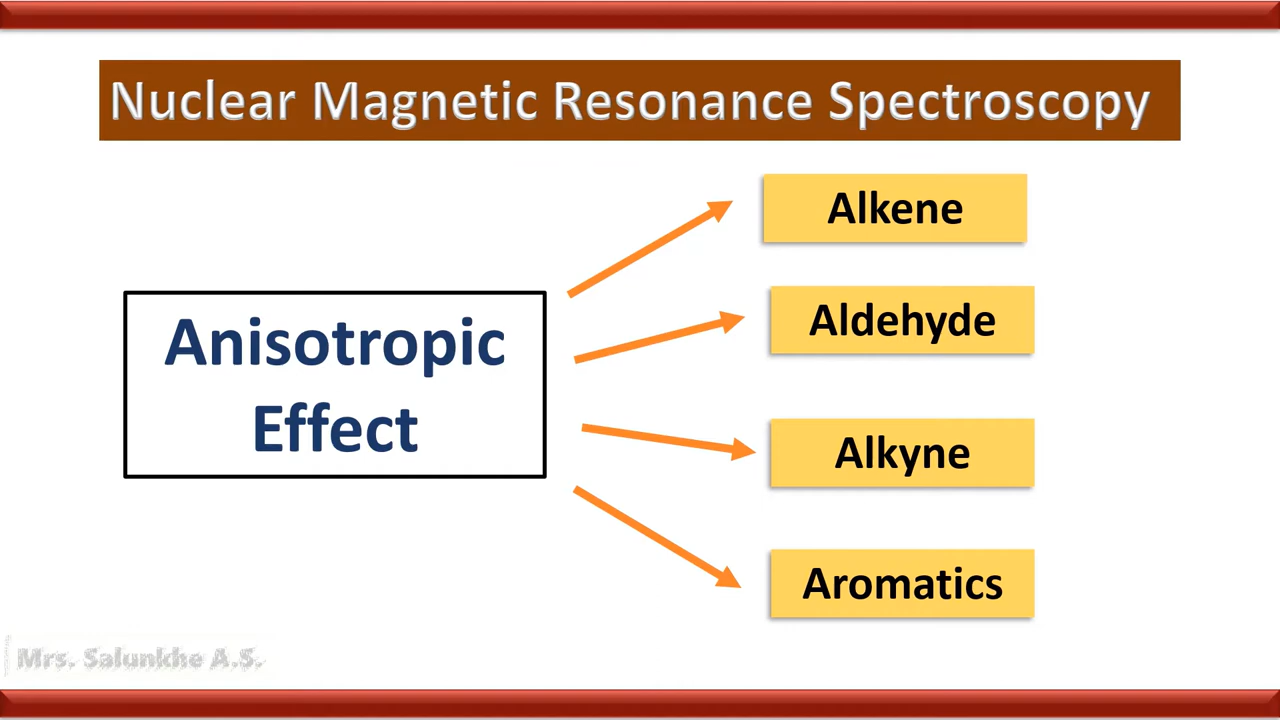 Nuclear Magnetic Resonance Spectroscopy
Alkene
Aldehyde
Anisotropic
Effect
Alkyne
Aromatics
Mrs. Salunkhe A.S.